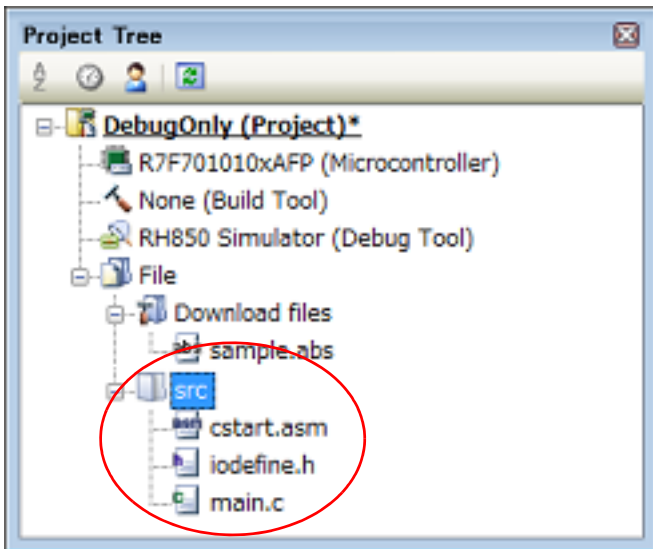 Project Tree
DebugOnly (Project)*
R7F701010xAFP (Microcontroller)
None (Build Tool)
RH850 Simulator (Debug Tool)
File
Download files
sample.abs
src
cstart.asm
iodefine.h
main.c